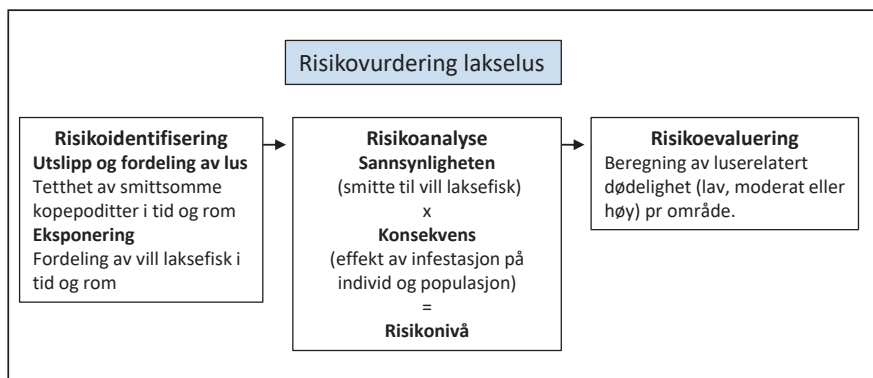 Risikovurdering lakselus
Risikoidentifisering
Utslipp og fordeling av lus
Tetthet av smittsomme
kopepoditter i tid og rom
Eksponering
Fordeling av vill laksefisk i
tid og rom
Risikoanalyse
Sannsynligheten
(smitte til vill laksefisk)
x
Konsekvens
(effekt av infestasjon på
individ og populasjon)
=
Risikonivå
Risikoevaluering
Beregning av luserelatert
dødelighet (lav, moderat eller
høy) pr område.